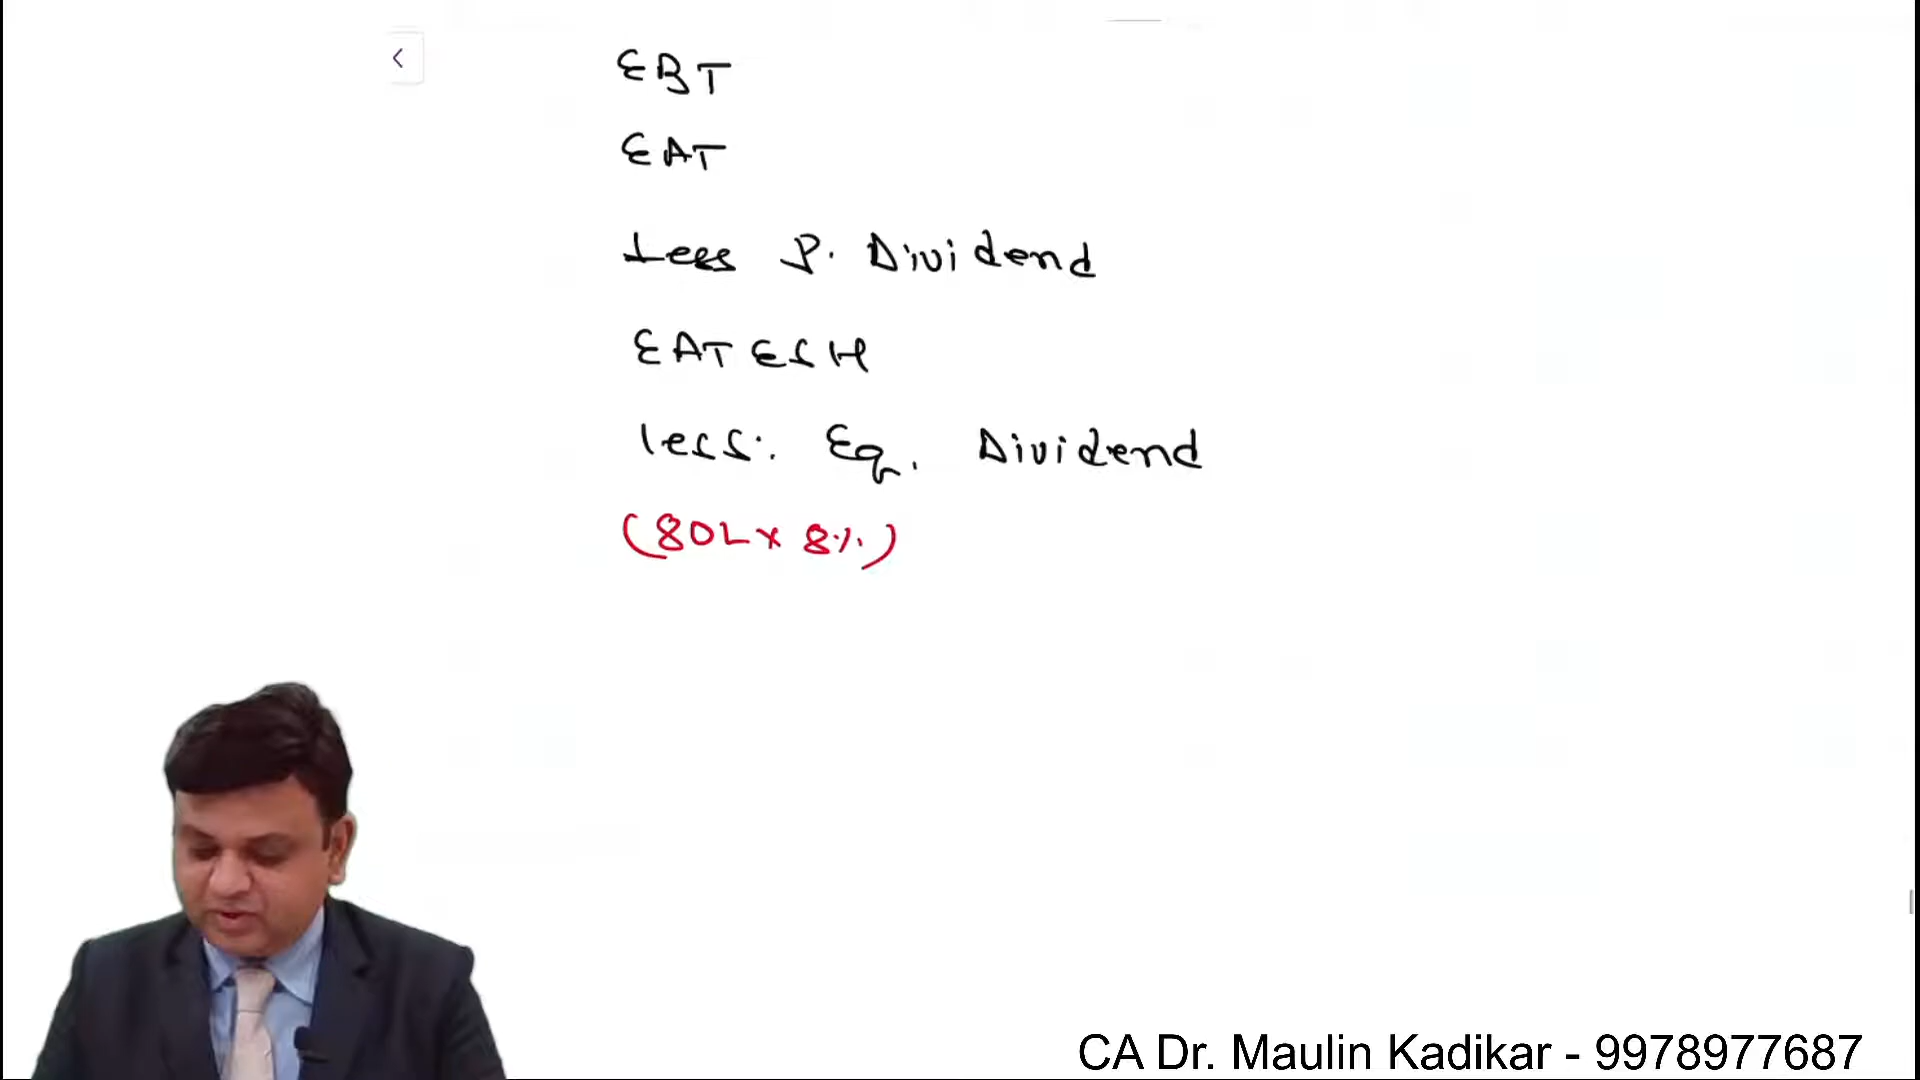 EBT
EAT
Less P. Dividend
EATESH
less: Eq. Dividend
(80L x 8%)
CA Dr. Maulin Kadikar - 9978977687